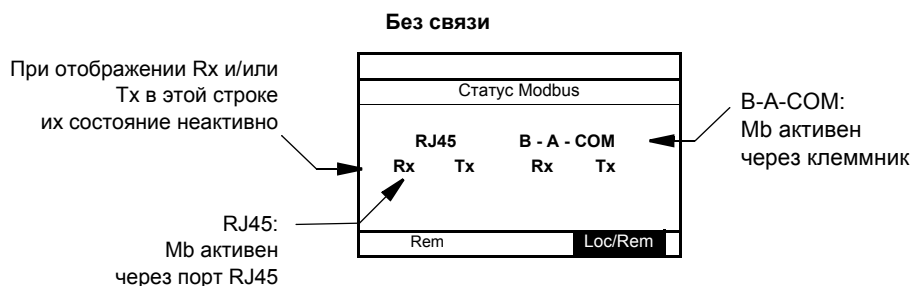 Без связи
При отображении Rx и/или
Tx в этой строке
их состояние неактивно
Статус Modbus
RJ45 B - A - COM
Rx Tx Rx Tx
Rem Loc/Rem
B-A-COM:
Mb активен
через клеммник
RJ45:
Mb активен
через порт RJ45